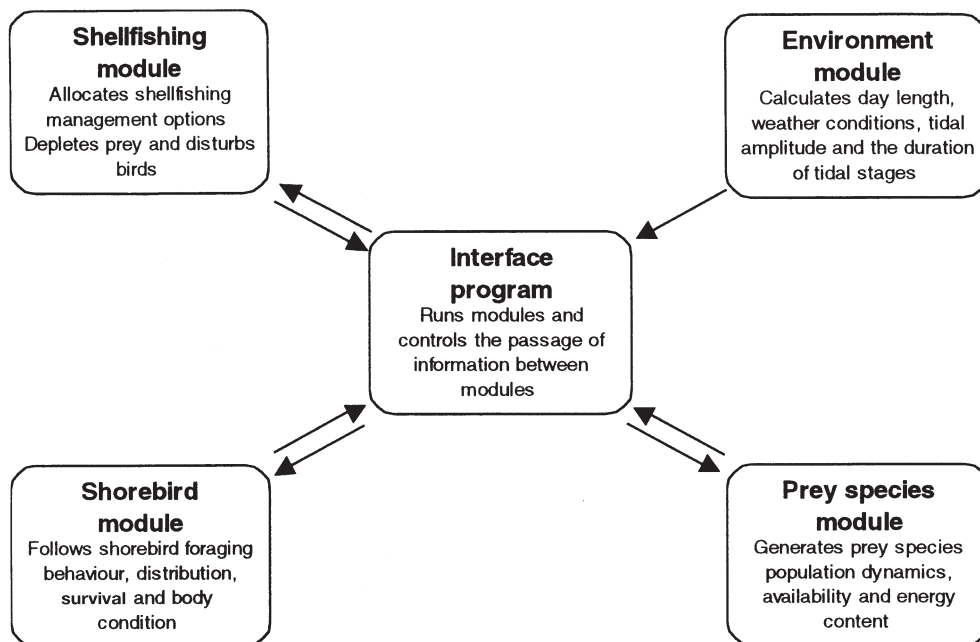 Shellfishing
module
Allocates shellfishing
management options
Depletes prey and disturbs
birds
Environment
module
Calculates day length,
weather conditions, tidal
amplitude and the duration
of tidal stages
Interface
program
Runs modules and
controls the passage of
information between
modules
Shorebird
module
Follows shorebird foraging
behaviour, distribution,
survival and body
condition
Prey species
module
Generates prey species
population dynamics,
availability and energy
content